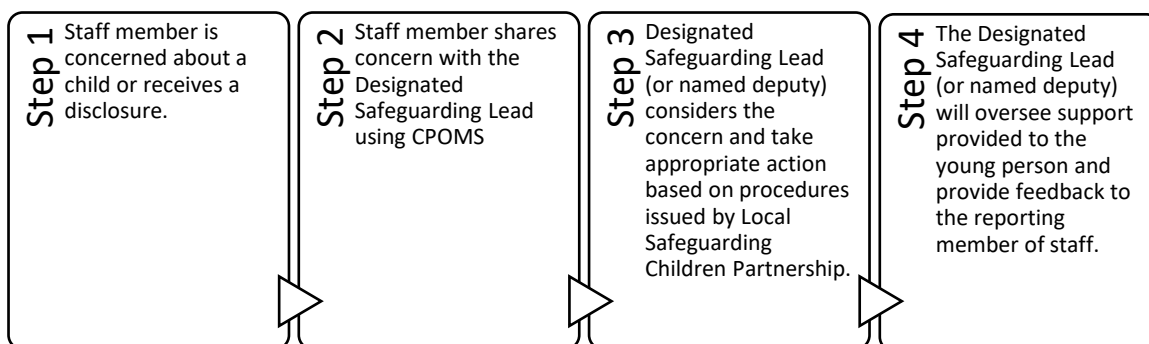 Step 1
Staff member is
concerned about a
child or receives a
disclosure.
Step 2
Staff member shares
concern with the
Designated
Safeguarding Lead
using CPOMS
Step 3
Designated
Safeguarding Lead
(or named deputy)
considers the
concern and take
appropriate action
based on procedures
issued by Local
Safeguarding
Children Partnership.
Step 4
The Designated
Safeguarding Lead
(or named deputy)
will oversee support
provided to the
young person and
provide feedback to
the reporting
member of staff.